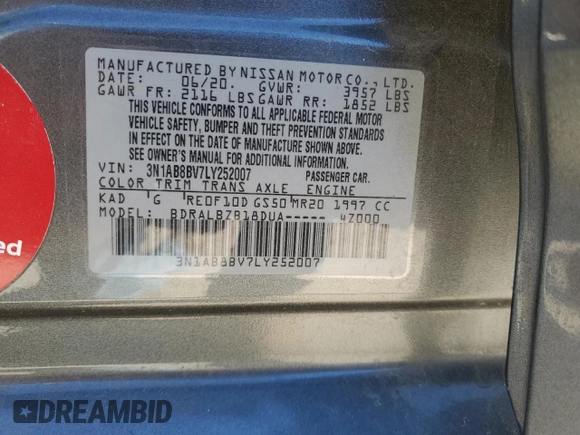 MANUFACTURED BY NISSAN MOTOR CO., LTD.
DATE: 06/20. GVWR: 3957 LBS
GAWR FR: 2116 LBS GAWR RR: 1852 LBS
THIS VEHICLE CONFORMS TO ALL APPLICABLE FEDERAL MOTOR
VEHICLE SAFETY, BUMPER AND THEFT PREVENTION STANDARDS
IN EFFECT ON THE DATE OF MANUFACTURE SHOWN ABOVE.
SEE OWNER'S MANUAL FOR ADDITIONAL INFORMATION.
VIN: 3N1AB8BV7LY252007 PASSENGER CAR.
COLOR TRIM TRANS AXLE ENGINE
KAD G RE0F10D GS50 MR20 1997 CC
MODEL: BDRALBZB18DUA----- 4Z000
3N1AB8BV7LY252007
ed
DREAMBID